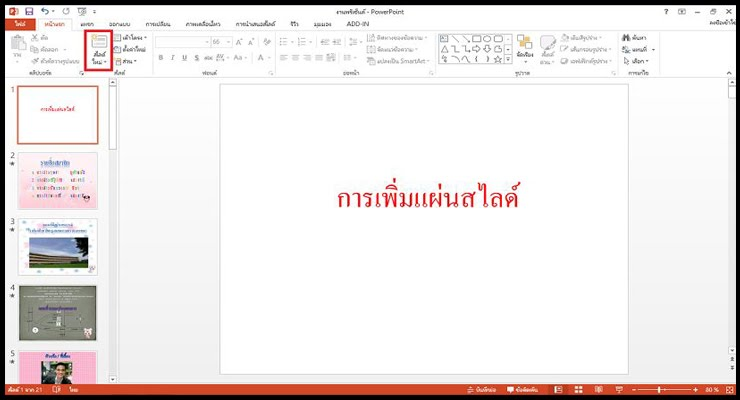 งานพรีเซ้นต์ - PowerPoint
ไฟล์ หน้าแรก แทรก ออกแบบ การเปลี่ยน ภาพเคลื่อนไหว การนำเสนอสไลด์ รีวิว มุมมอง ADD-IN
ลงชื่อเข้าใช้
วาง
ตัด
คัดลอก
ตัวคัดวางรูปแบบ
คลิปบอร์ด
สไลด์
ใหม่
เค้าโครง
ตั้งค่าใหม่
ส่วน
สไลด์
66
ฟอนต์
ทิศทางของข้อความ
จัดแนวข้อความ
แปลงเป็น SmartArt
ย่อหน้า
จัดเรียง
สไตล์
ด่วน
เติมสีรูปร่าง
เส้นกรอบรูปร่าง
เอฟเฟ็กต์รูปร่าง
รูปวาด
ค้นหา
แทนที่
เลือก
การแก้ไข
1
การเพิ่มแผ่นสไลด์
2
รายชื่อสมาชิก
3
4
5
การเพิ่มแผ่นสไลด์
สไลด์ 1 จาก 21 ไทย บันทึกย่อ ข้อคิดเห็น 80 %